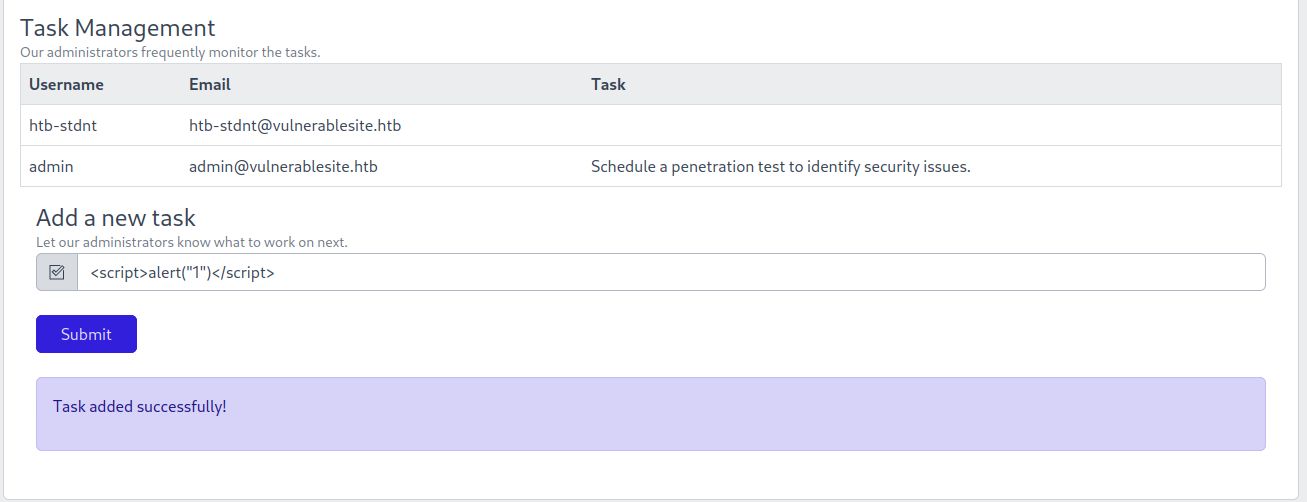 Task Management
Our administrators frequently monitor the tasks.
Username Email Task
htb-stdnt htb-stdnt@vulnerablesite.htb
admin admin@vulnerablesite.htb Schedule a penetration test to identify security issues.
Add a new task
Let our administrators know what to work on next.
<script>alert("1")</script>
Submit
Task added successfully!